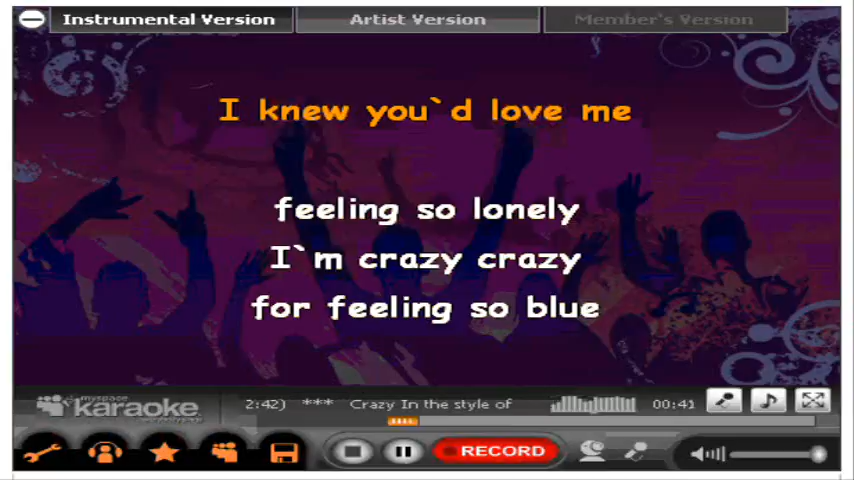 Instrumental Version
Artist Version
Member's Version
I knew you`d love me
feeling so lonely
I`m crazy crazy
for feeling so blue
myspace
karaoke
2:42) *** Crazy In the style of
00:41
RECORD